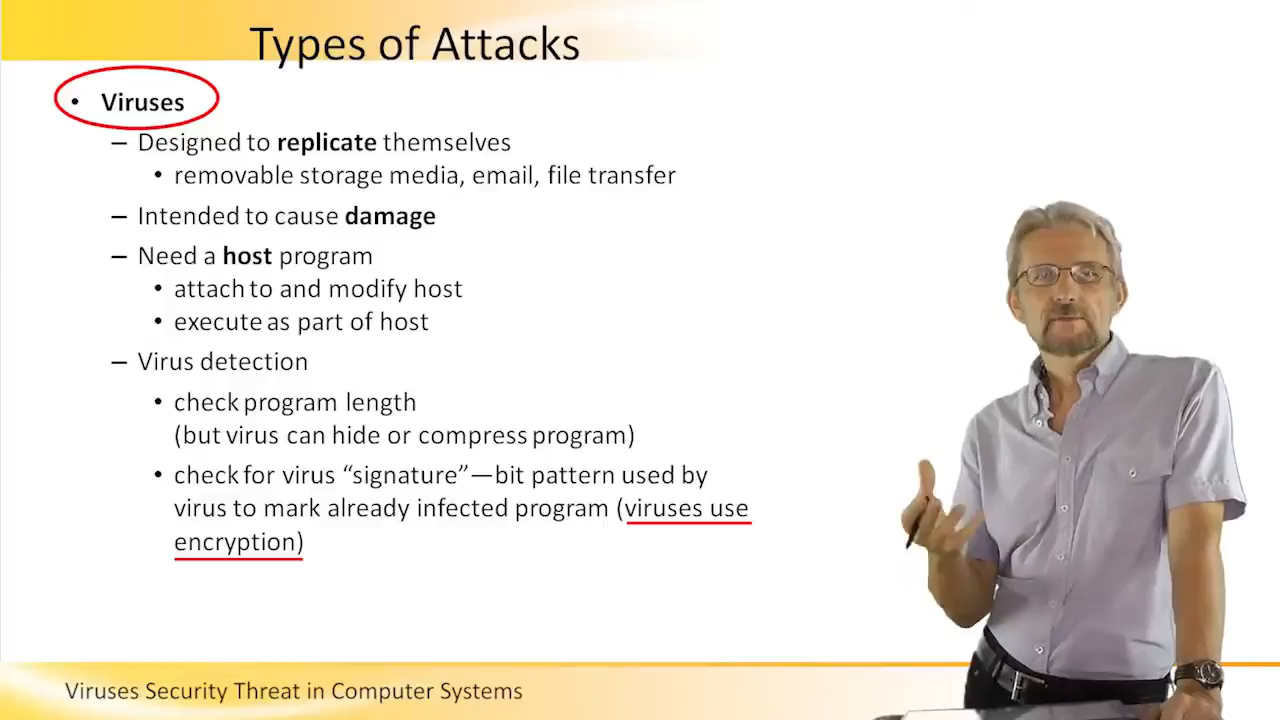 Types of Attacks
• Viruses
– Designed to replicate themselves
• removable storage media, email, file transfer
– Intended to cause damage
– Need a host program
• attach to and modify host
• execute as part of host
– Virus detection
• check program length
(but virus can hide or compress program)
• check for virus “signature”—bit pattern used by
virus to mark already infected program (viruses use
encryption)
Viruses Security Threat in Computer Systems